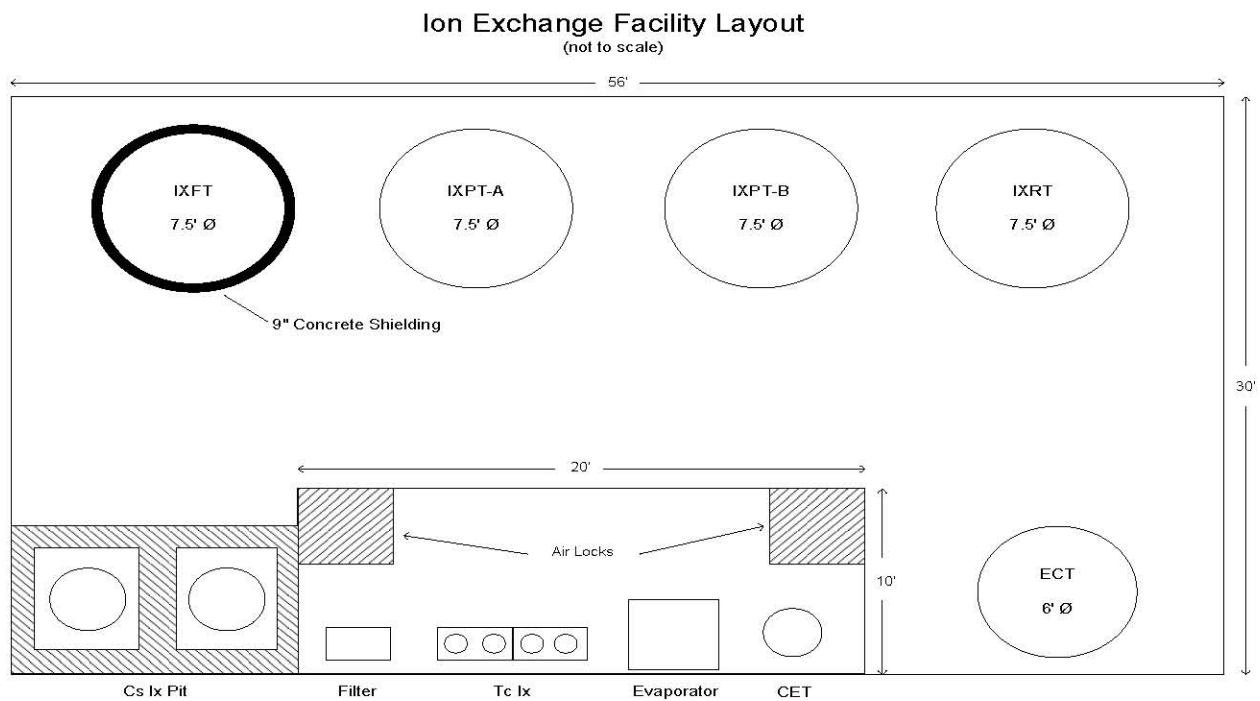 Ion Exchange Facility Layout
(not to scale)
56'
IXFT
7.5' Ø
IXPT-A
7.5' Ø
IXPT-B
7.5' Ø
IXRT
7.5' Ø
9" Concrete Shielding
30'
20'
Air Locks
10'
ECT
6' Ø
Cs Ix Pit
Filter
Tc Ix
Evaporator
CET